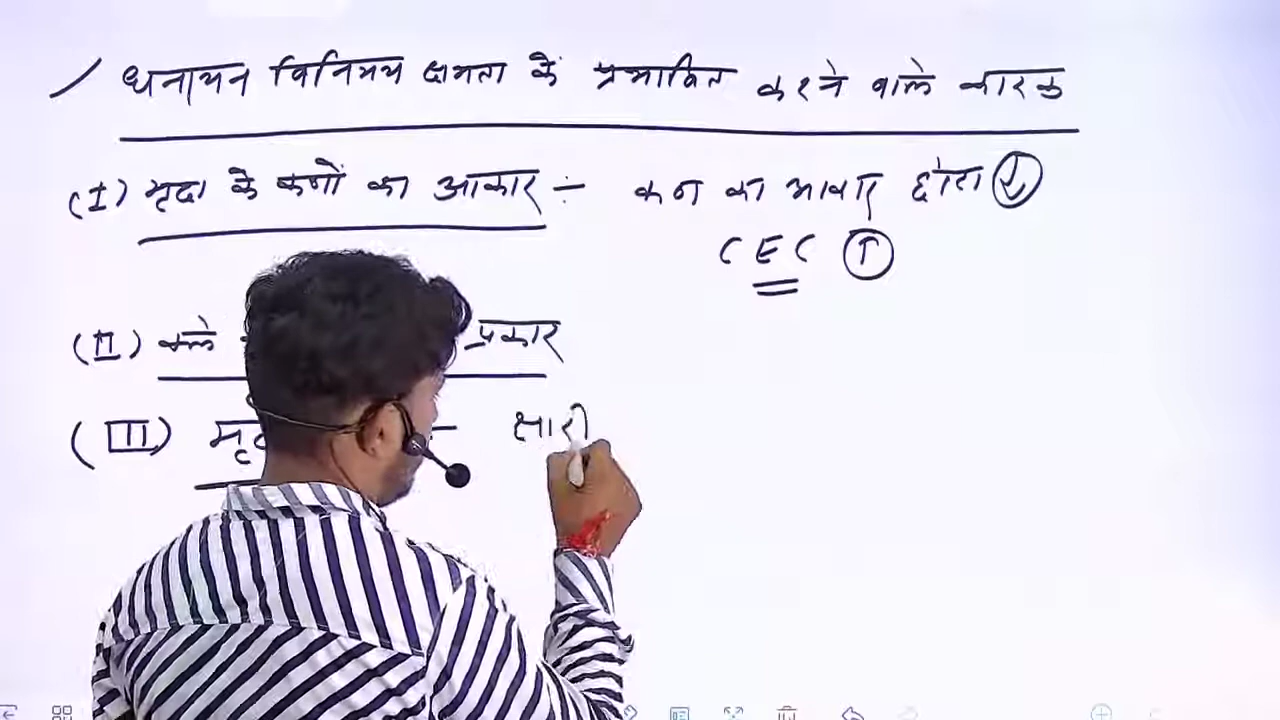 धनायन विनिमय क्षमता के प्रभावित करने वाले कारक
(I) मृदा के कणों का आकार ÷ कण का आकार छोटा ↓
CEC ↑
(II) क्ले प्रकार
(III) क्षारी